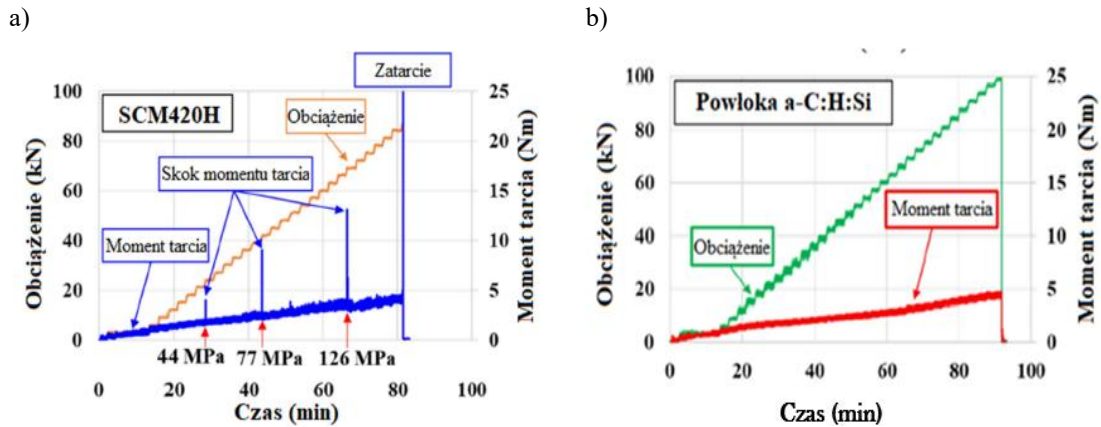 a)
b)
Zatarcie
SCM420H
Obciążenie
Skok momentu tarcia
Moment tarcia
Obciążenie (kN)
100
80
60
40
20
0
Moment tarcia (Nm)
25
20
15
10
5
0
44 MPa
77 MPa
126 MPa
0
20
40
60
80
100
Czas (min)
Powłoka a-C:H:Si
Moment tarcia
Obciążenie
Obciążenie (kN)
100
80
60
40
20
0
Moment tarcia (Nm)
25
20
15
10
5
0
0
20
40
60
80
100
Czas (min)